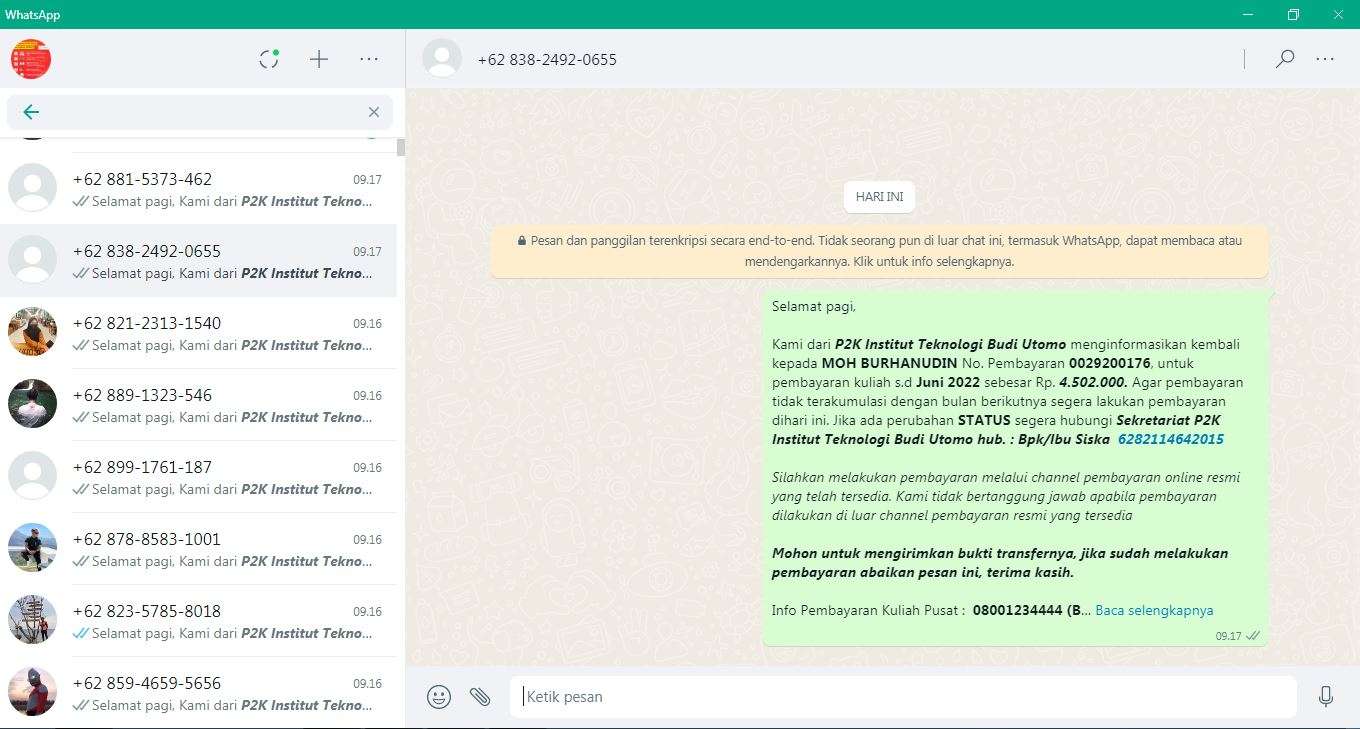 WhatsApp
+62 881-5373-462
09.17
Selamat pagi, Kami dari P2K Institut Tekno...
+62 838-2492-0655
09.17
Selamat pagi, Kami dari P2K Institut Tekno...
+62 821-2313-1540
09.16
Selamat pagi, Kami dari P2K Institut Tekno...
+62 889-1323-546
09.16
Selamat pagi, Kami dari P2K Institut Tekno...
+62 899-1761-187
09.16
Selamat pagi, Kami dari P2K Institut Tekno...
+62 878-8583-1001
09.16
Selamat pagi, Kami dari P2K Institut Tekno...
+62 823-5785-8018
09.16
Selamat pagi, Kami dari P2K Institut Tekno...
+62 859-4659-5656
09.16
Selamat pagi, Kami dari P2K Institut Tekno...
+62 838-2492-0655
HARI INI
Pesan dan panggilan terenkripsi secara end-to-end. Tidak seorang pun di luar chat ini, termasuk WhatsApp, dapat membaca atau
mendengarkannya. Klik untuk info selengkapnya.
Selamat pagi,
Kami dari P2K Institut Teknologi Budi Utomo menginformasikan kembali
kepada MOH BURHANUDIN No. Pembayaran 0029200176, untuk
pembayaran kuliah s.d Juni 2022 sebesar Rp. 4.502.000. Agar pembayaran
tidak terakumulasi dengan bulan berikutnya segera lakukan pembayaran
dihari ini. Jika ada perubahan STATUS segera hubungi Sekretariat P2K
Institut Teknologi Budi Utomo hub. : Bpk/Ibu Siska 6282114642015
Silahkan melakukan pembayaran melalui channel pembayaran online resmi
yang telah tersedia. Kami tidak bertanggung jawab apabila pembayaran
dilakukan di luar channel pembayaran resmi yang tersedia
Mohon untuk mengirimkan bukti transfernya, jika sudah melakukan
pembayaran abaikan pesan ini, terima kasih.
Info Pembayaran Kuliah Pusat : 08001234444 (B... Baca selengkapnya
09.17
Ketik pesan